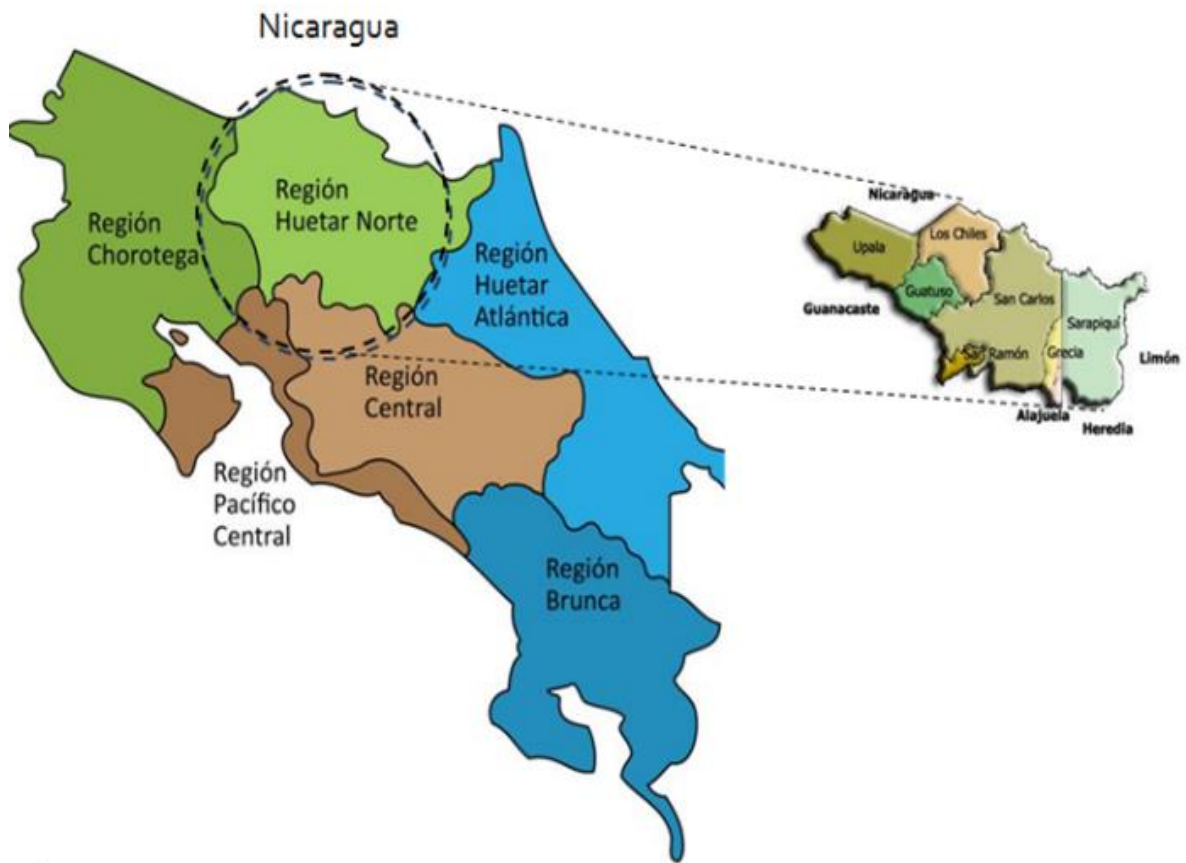 Nicaragua
Región
Huetar Norte
Región
Chorotega
Región
Huetar
Atlántica
Región
Central
Región
Pacífico
Central
Región
Brunca
Nicaragua
Upala
Los Chiles
Guatuso
San Carlos
Guanacaste
Sarapiquí
San Ramón
Grecia
Limón
Alajuela
Heredia